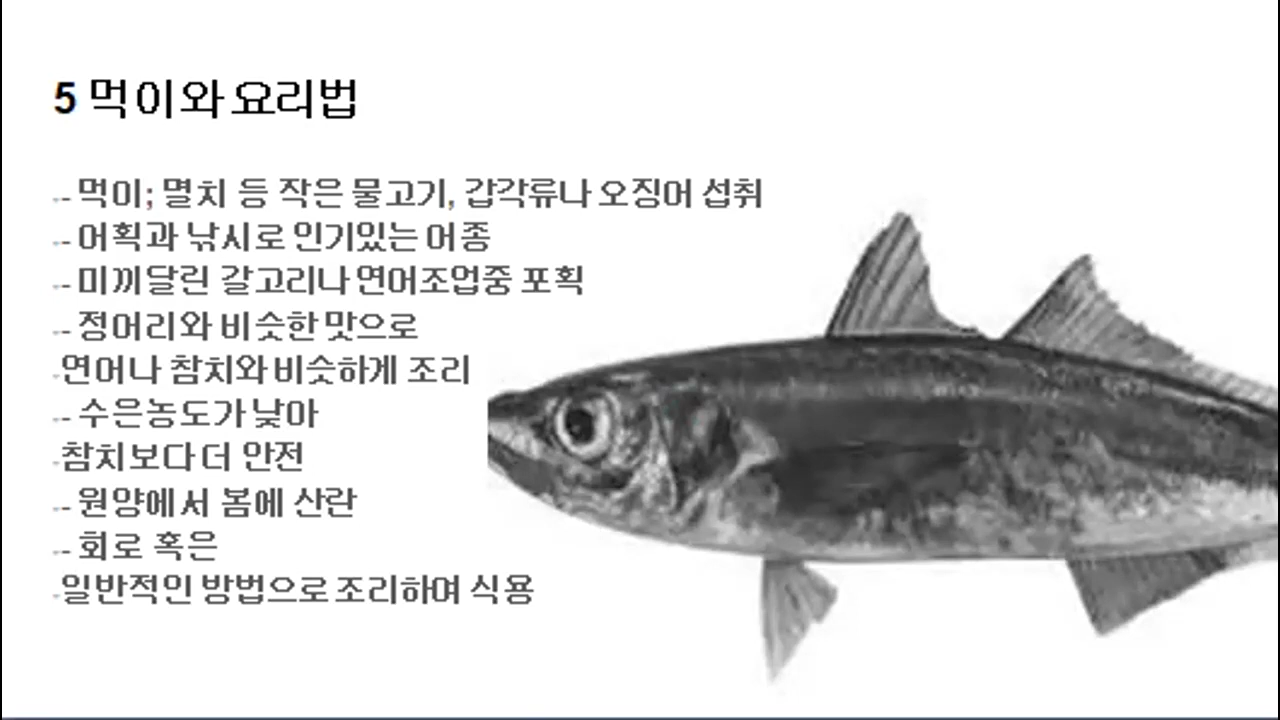 5 먹이와 요리법
-- 먹이; 멸치 등 작은 물고기, 갑각류나 오징어 섭취
-- 어획과 낚시로 인기있는 어종
-- 미끼달린 갈고리나 연어조업중 포획
-- 정어리와 비슷한 맛으로
-연어나 참치와 비슷하게 조리
-- 수은농도가 낮아
-참치보다 더 안전
-- 원양에서 봄에 산란
-- 회로 혹은
-일반적인 방법으로 조리하여 식용